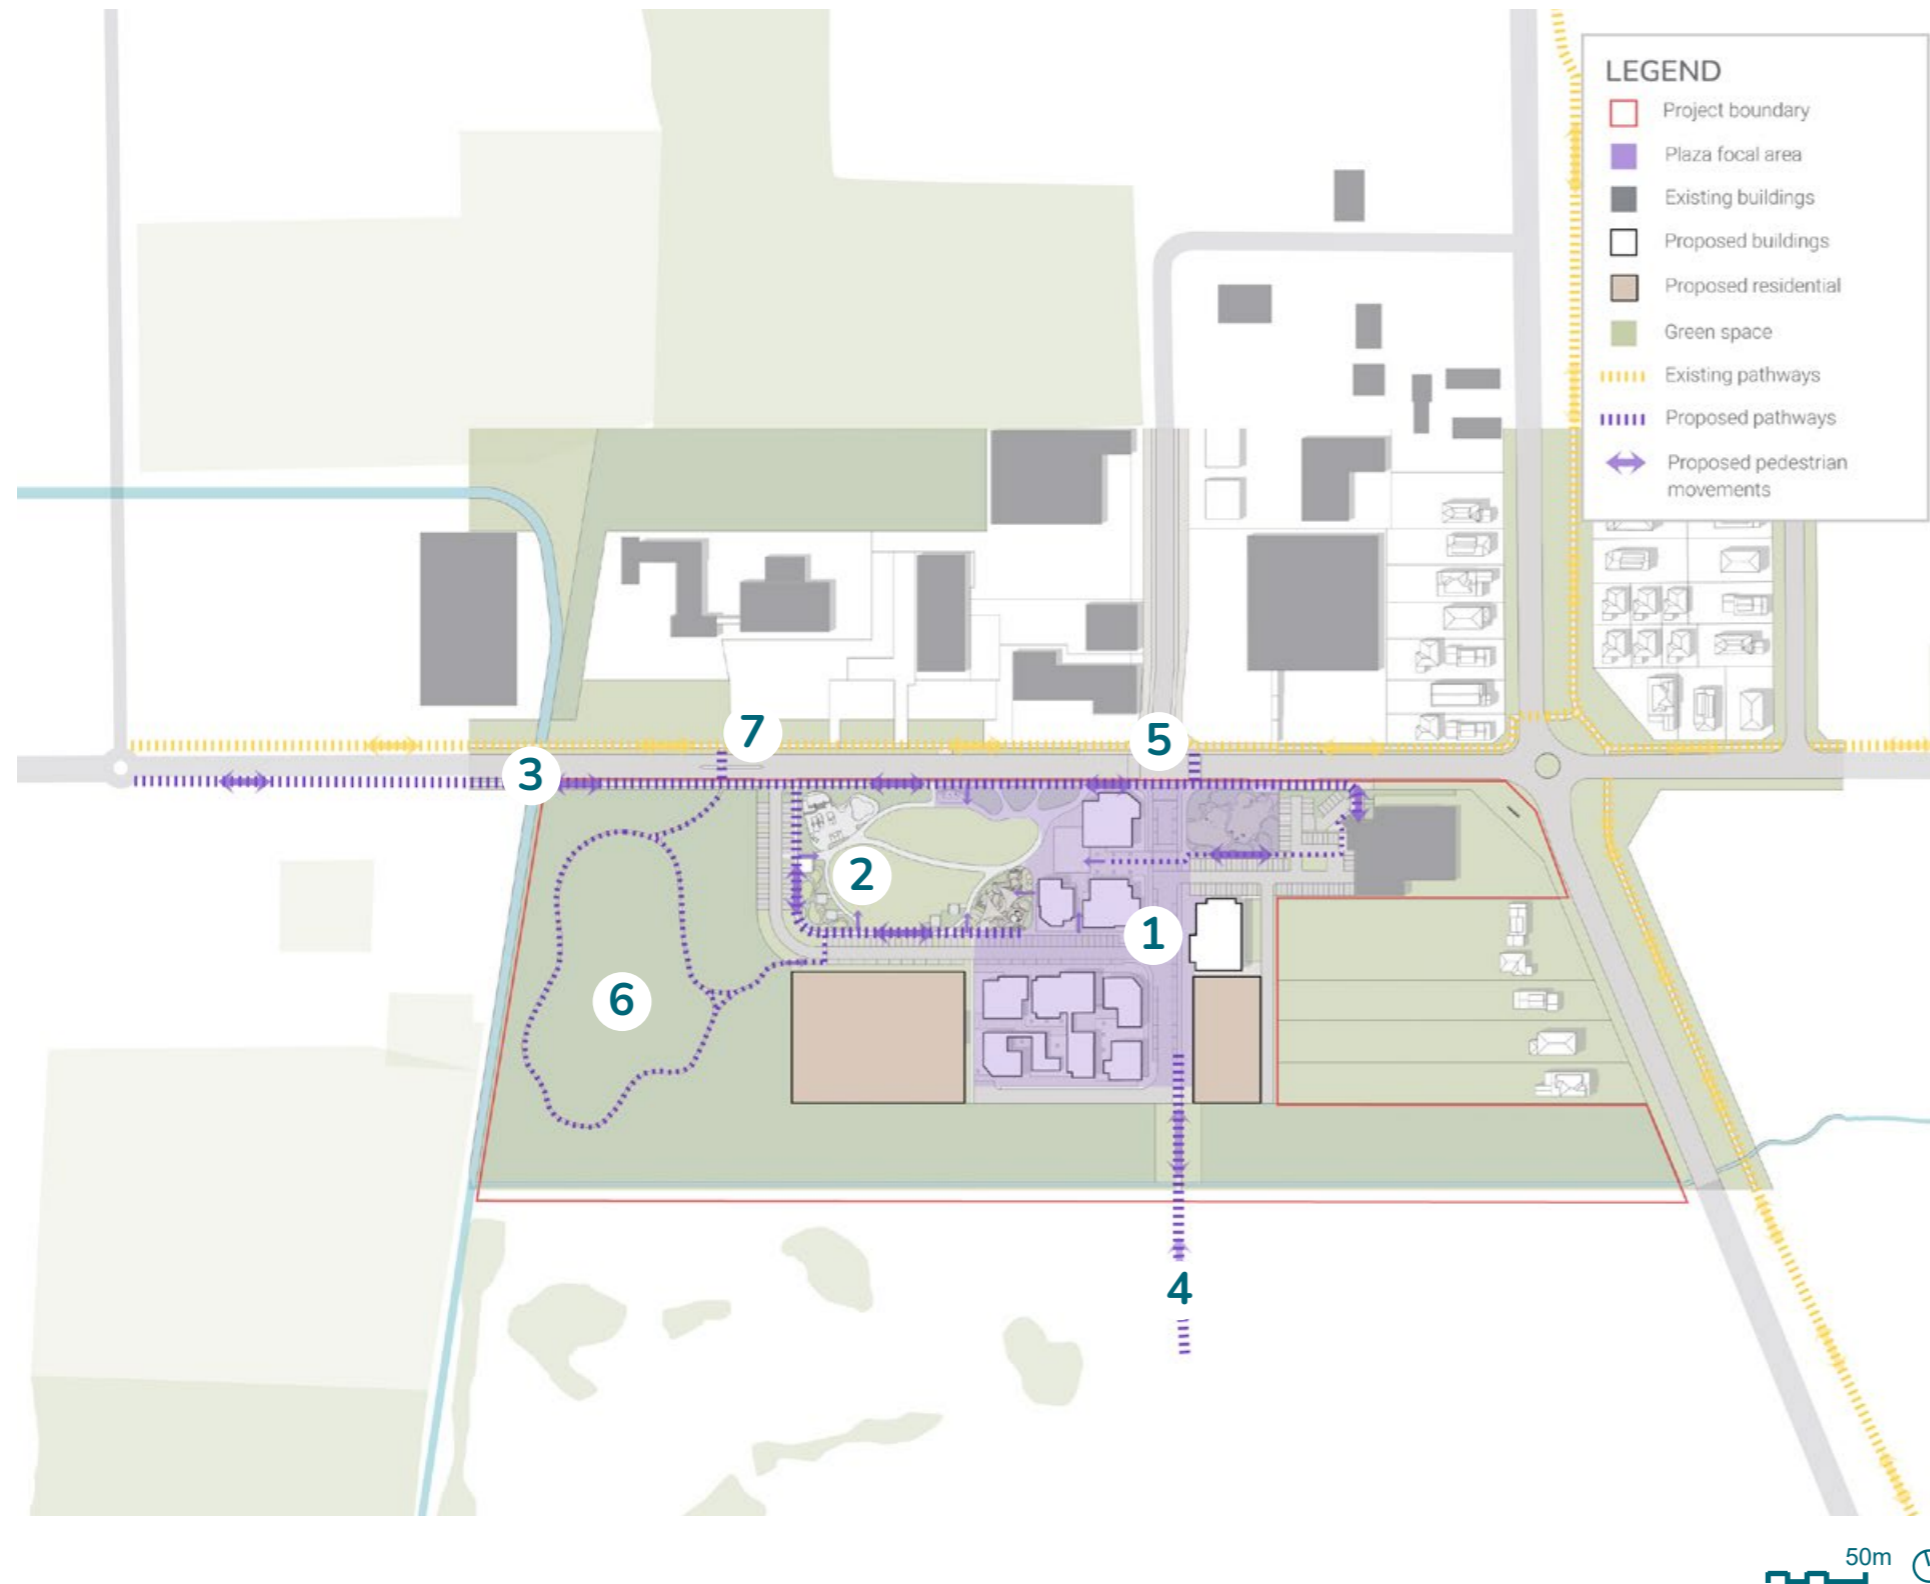 LEGEND
Project boundary
Plaza focal area
Existing buildings
Proposed buildings
Proposed residential
Green space
Existing pathways
Proposed pathways
Proposed pedestrian
movements
7
5
3
2
1
6
4
50m